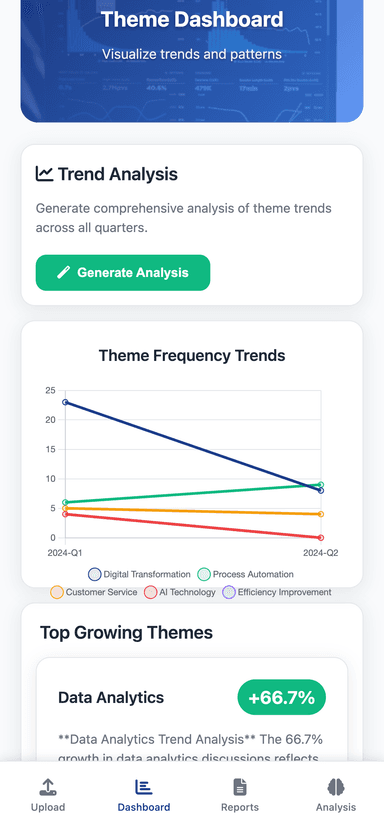 Theme Dashboard
Visualize trends and patterns
Trend Analysis
Generate comprehensive analysis of theme trends
across all quarters.
Generate Analysis
Theme Frequency Trends
25
20
15
10
5
0
2024-Q1 2024-Q2
Digital Transformation Process Automation
Customer Service AI Technology Efficiency Improvement
Top Growing Themes
Data Analytics +66.7%
**Data Analytics Trend Analysis** The 66.7%
growth in data analytics discussions reflects
Upload Dashboard Reports Analysis